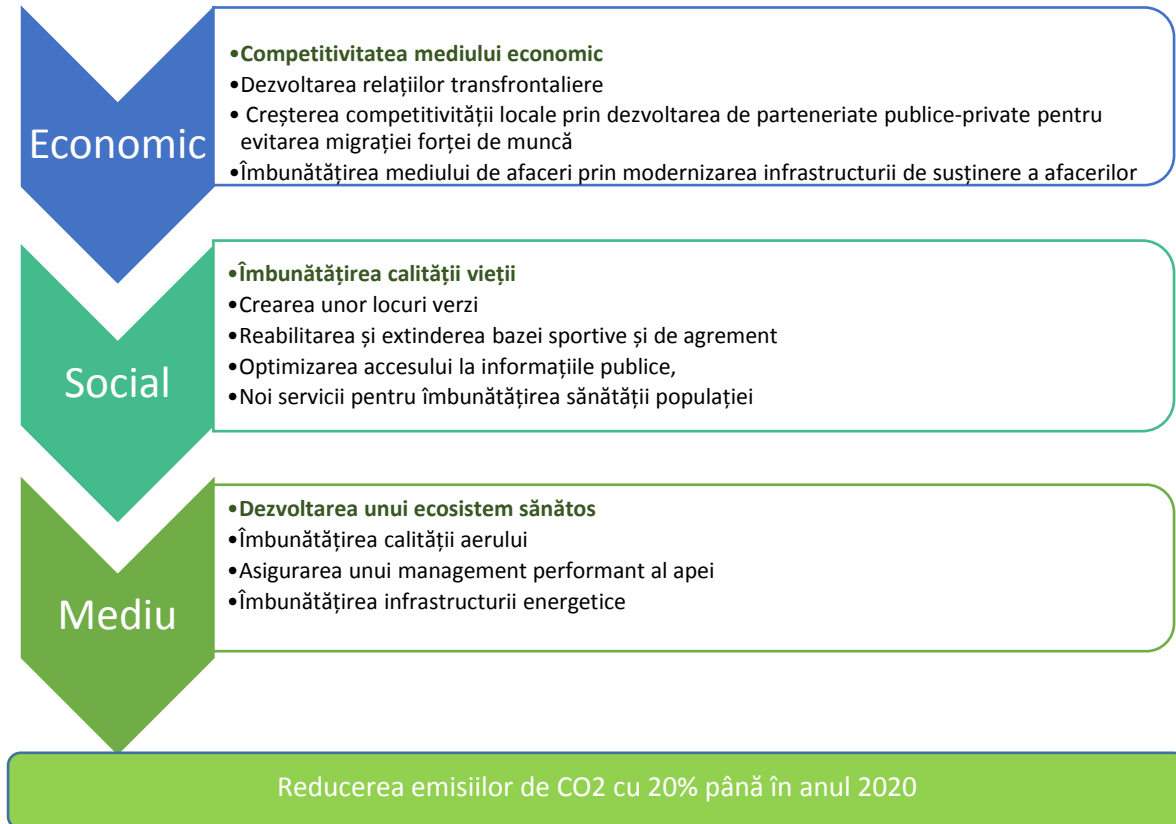 Economic
•Competitivitatea mediului economic
•Dezvoltarea relațiilor transfrontaliere
• Creșterea competitivității locale prin dezvoltarea de parteneriate publice-private pentru
evitarea migrației forței de muncă
•Îmbunătățirea mediului de afaceri prin modernizarea infrastructurii de susținere a afacerilor
Social
•Îmbunătățirea calității vieții
•Crearea unor locuri verzi
•Reabilitarea și extinderea bazei sportive și de agrement
•Optimizarea accesului la informațiile publice,
•Noi servicii pentru îmbunătățirea sănătății populației
Mediu
•Dezvoltarea unui ecosistem sănătos
•Îmbunătățirea calității aerului
•Asigurarea unui management performant al apei
•Îmbunătățirea infrastructurii energetice
Reducerea emisiilor de CO2 cu 20% până în anul 2020